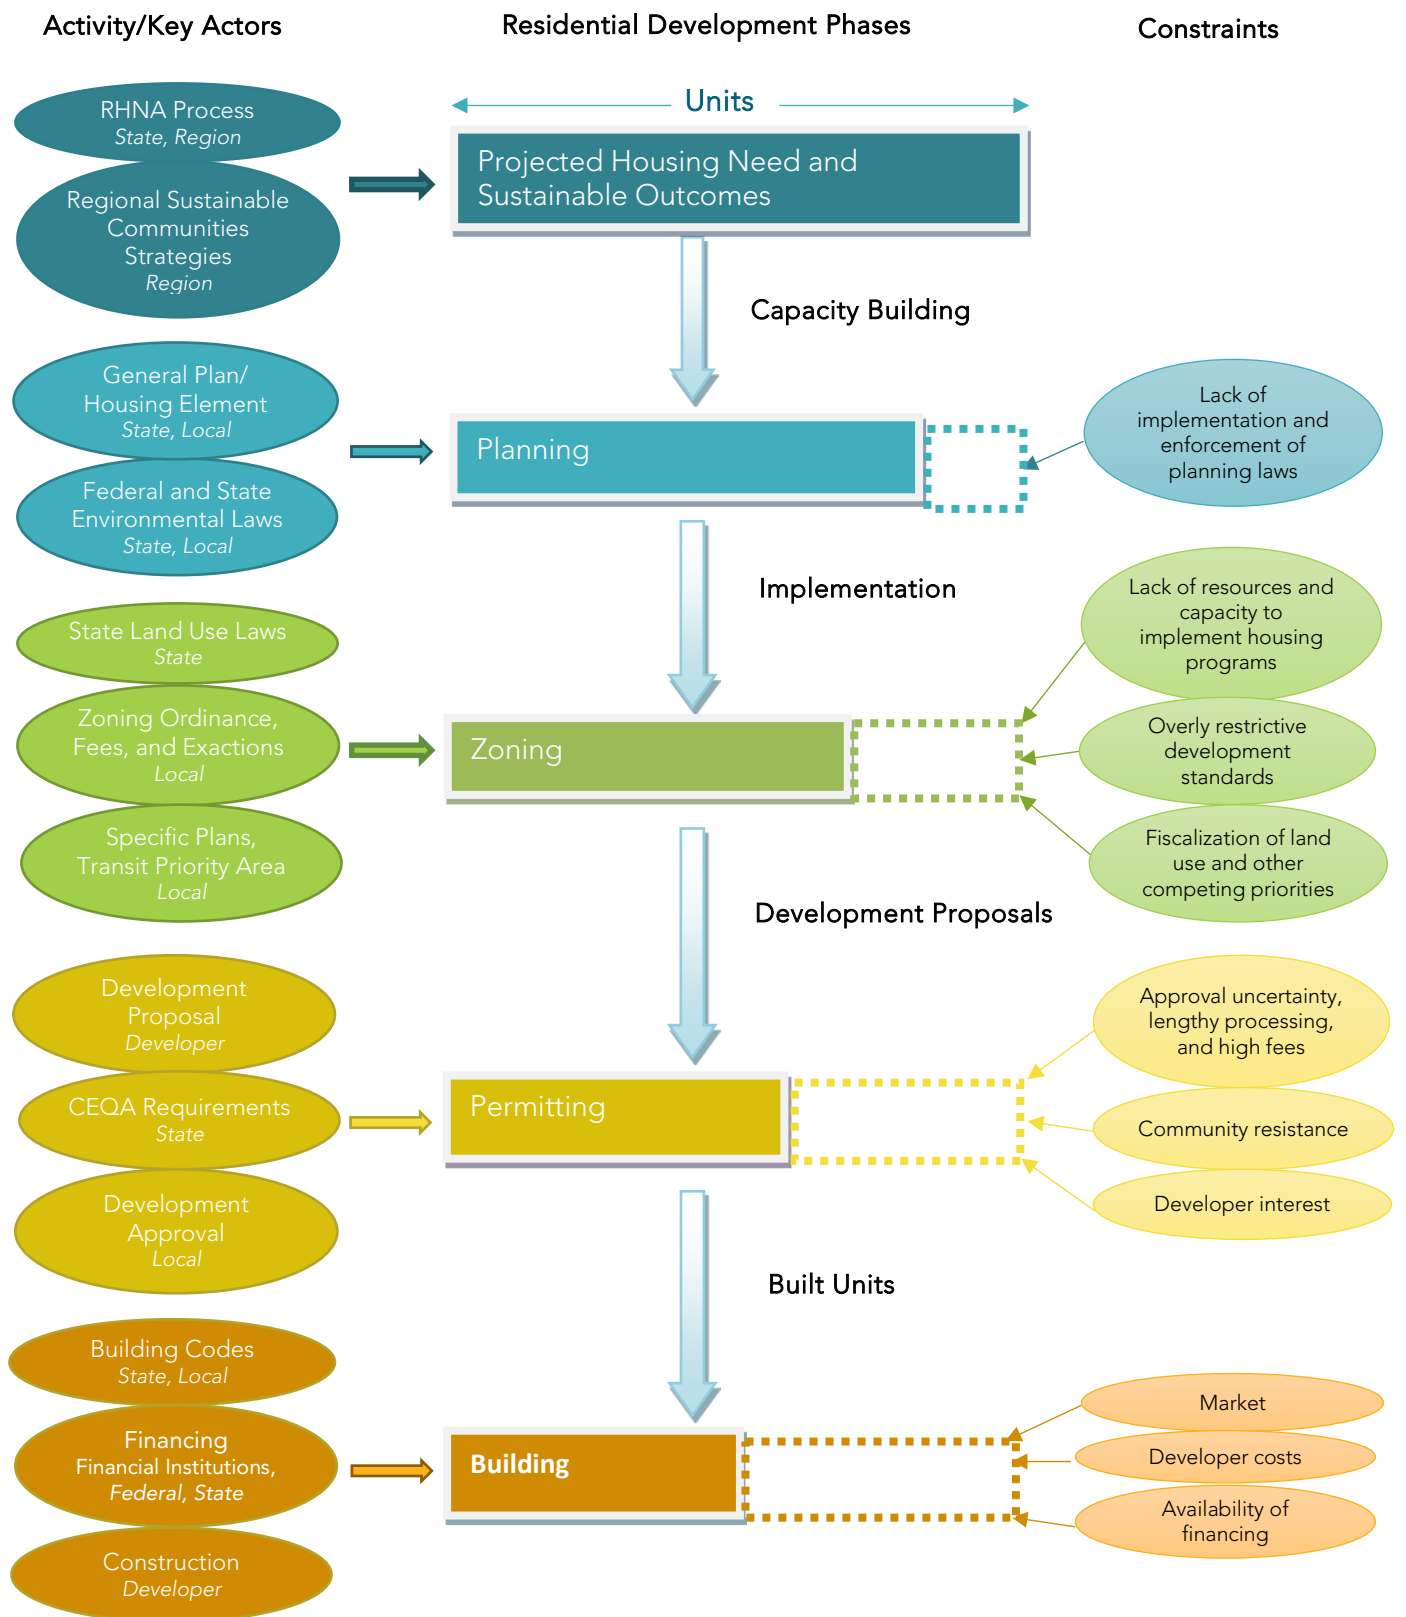 Activity/Key Actors
Residential Development Phases
Constraints
RHNA Process
State, Region
Regional Sustainable
Communities
Strategies
Region
Units
Projected Housing Need and
Sustainable Outcomes
Capacity Building
General Plan/
Housing Element
State, Local
Federal and State
Environmental Laws
State, Local
Planning
Lack of
implementation and
enforcement of
planning laws
Implementation
State Land Use Laws
State
Zoning Ordinance,
Fees, and Exactions
Local
Specific Plans,
Transit Priority Area
Local
Zoning
Lack of resources and
capacity to
implement housing
programs
Overly restrictive
development
standards
Fiscalization of land
use and other
competing priorities
Development Proposals
Development
Proposal
Developer
CEQA Requirements
State
Development
Approval
Local
Permitting
Approval uncertainty,
lengthy processing,
and high fees
Community resistance
Developer interest
Built Units
Building Codes
State, Local
Financing
Financial Institutions,
Federal, State
Construction
Developer
Building
Market
Developer costs
Availability of
financing